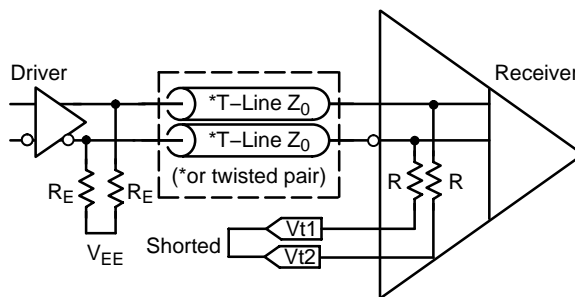 Driver
Receiver
*T–Line Z0
*T–Line Z0
(*or twisted pair)
RE
RE
R
R
VEE
Shorted
Vt1
Vt2